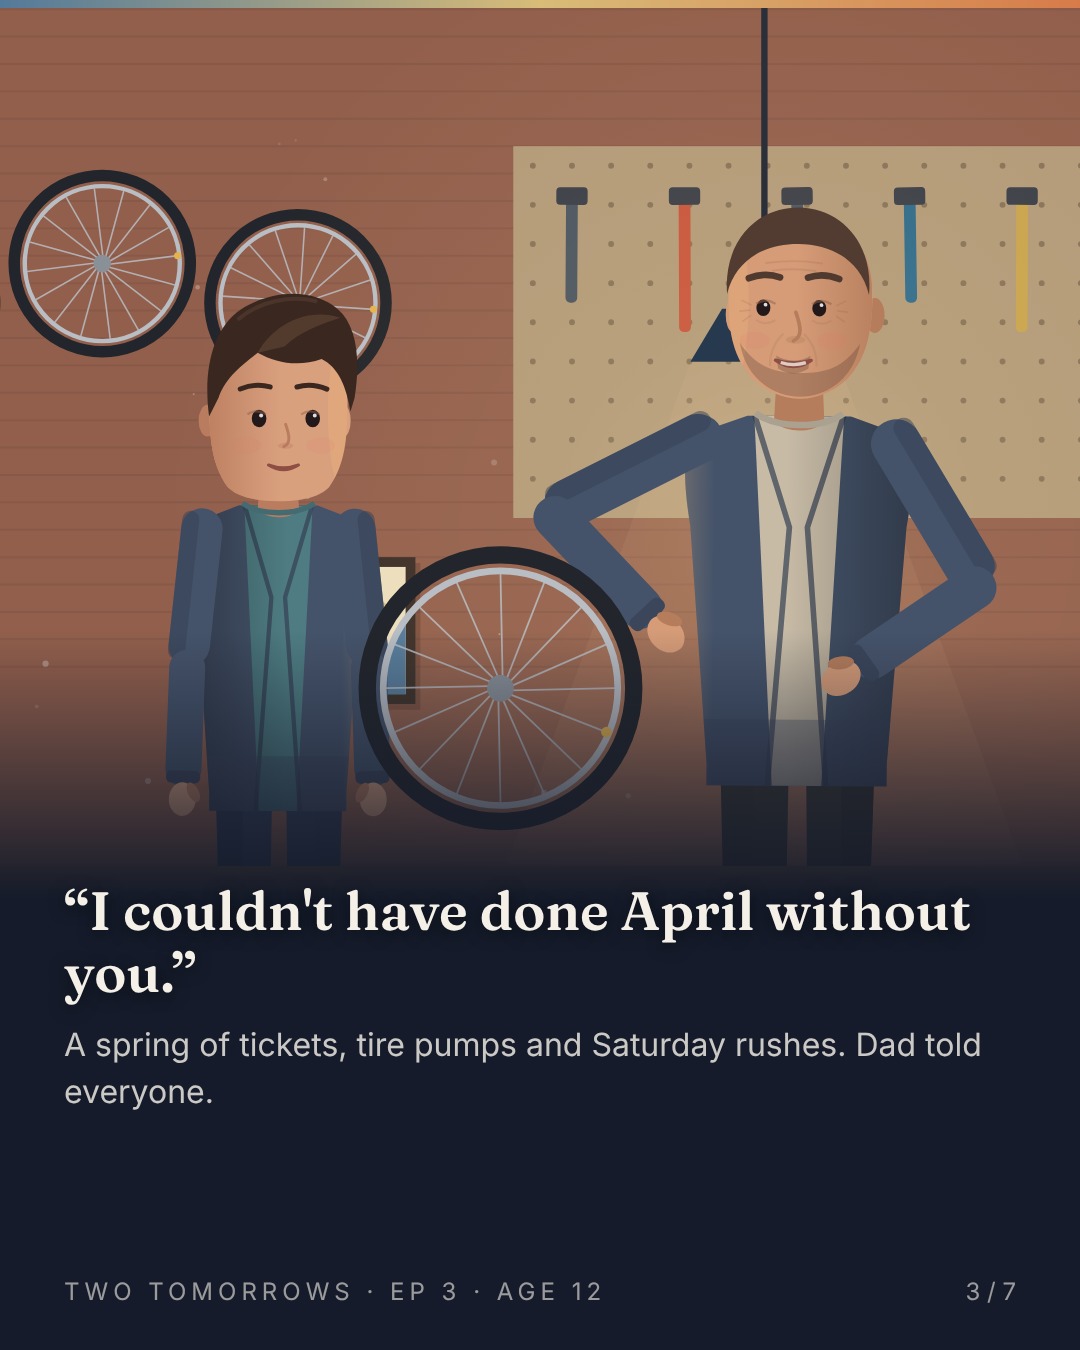 “I couldn't have done April without
you.”
A spring of tickets, tire pumps and Saturday rushes. Dad told
everyone.
TWO TOMORROWS · EP 3 · AGE 12
3/7